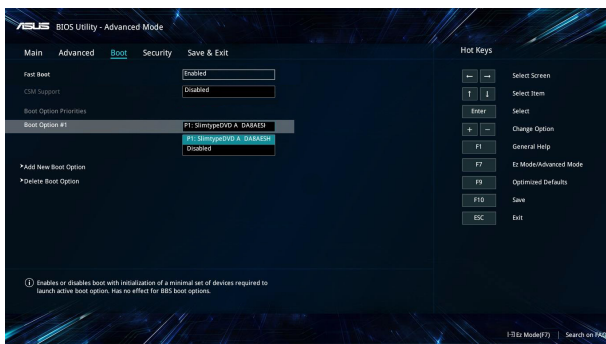 ASUS BIOS Utility - Advanced Mode
Main Advanced Boot Security Save & Exit
Hot Keys
Fast Boot Enabled
CSM Support Disabled
Boot Option Priorities
Boot Option #1 P1: SlimtypeDVD A DA8AESI
P1: SlimtypeDVD A DA8AESH
Disabled
Add New Boot Option
Delete Boot Option
← → Select Screen
↑ ↓ Select Item
Enter Select
+ − Change Option
F1 General Help
F7 Ez Mode/Advanced Mode
F9 Optimized Defaults
F10 Save
ESC Exit
Enables or disables boot with initialization of a minimal set of devices required to
launch active boot option. Has no effect for BBS boot options.
Ez Mode(F7) | Search on FAQ